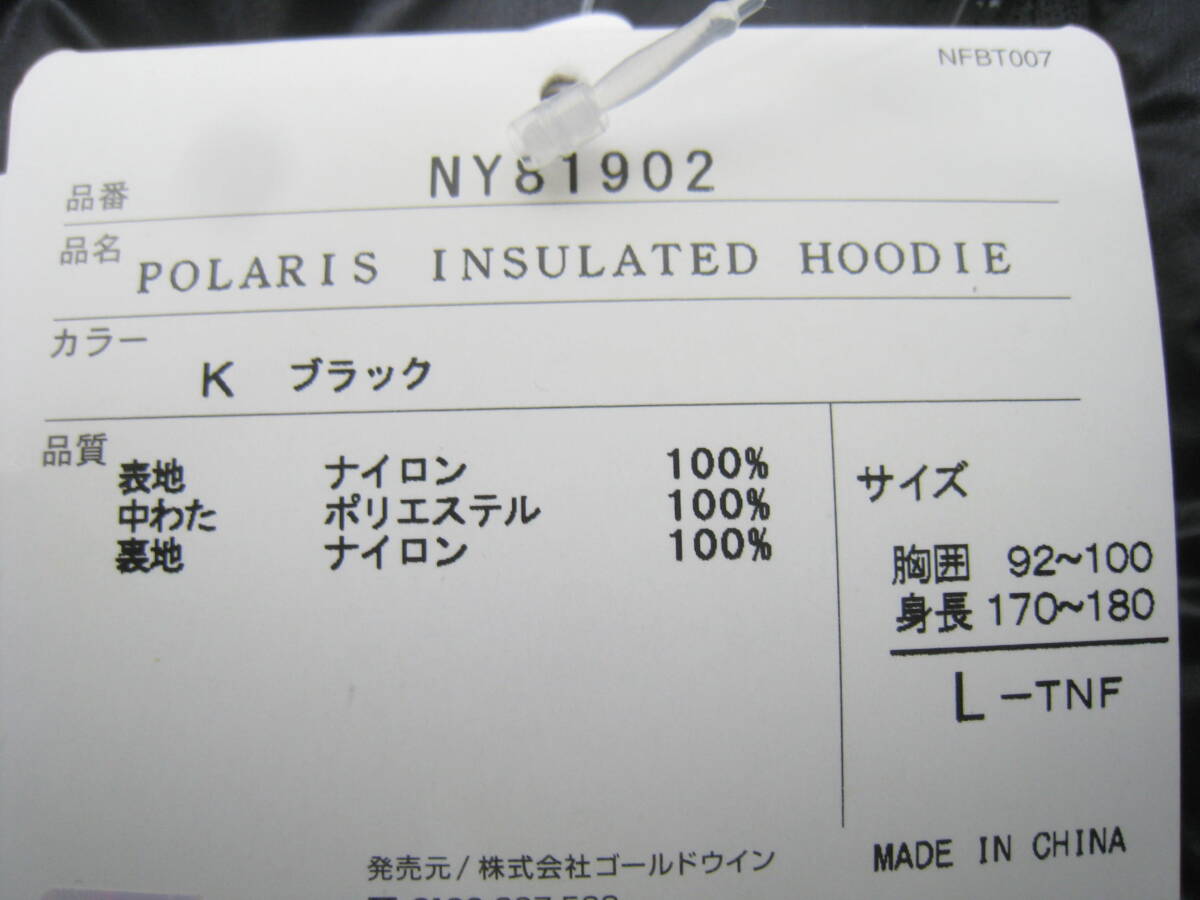 NFBT007
品番 NY81902
品名 POLARIS INSULATED HOODIE
カラー
K ブラック
品質
表地 ナイロン 100%
中わた ポリエステル 100%
裏地 ナイロン 100%
サイズ
胸囲 92~100
身長 170~180
L-TNF
MADE IN CHINA
発売元/株式会社ゴールドウイン